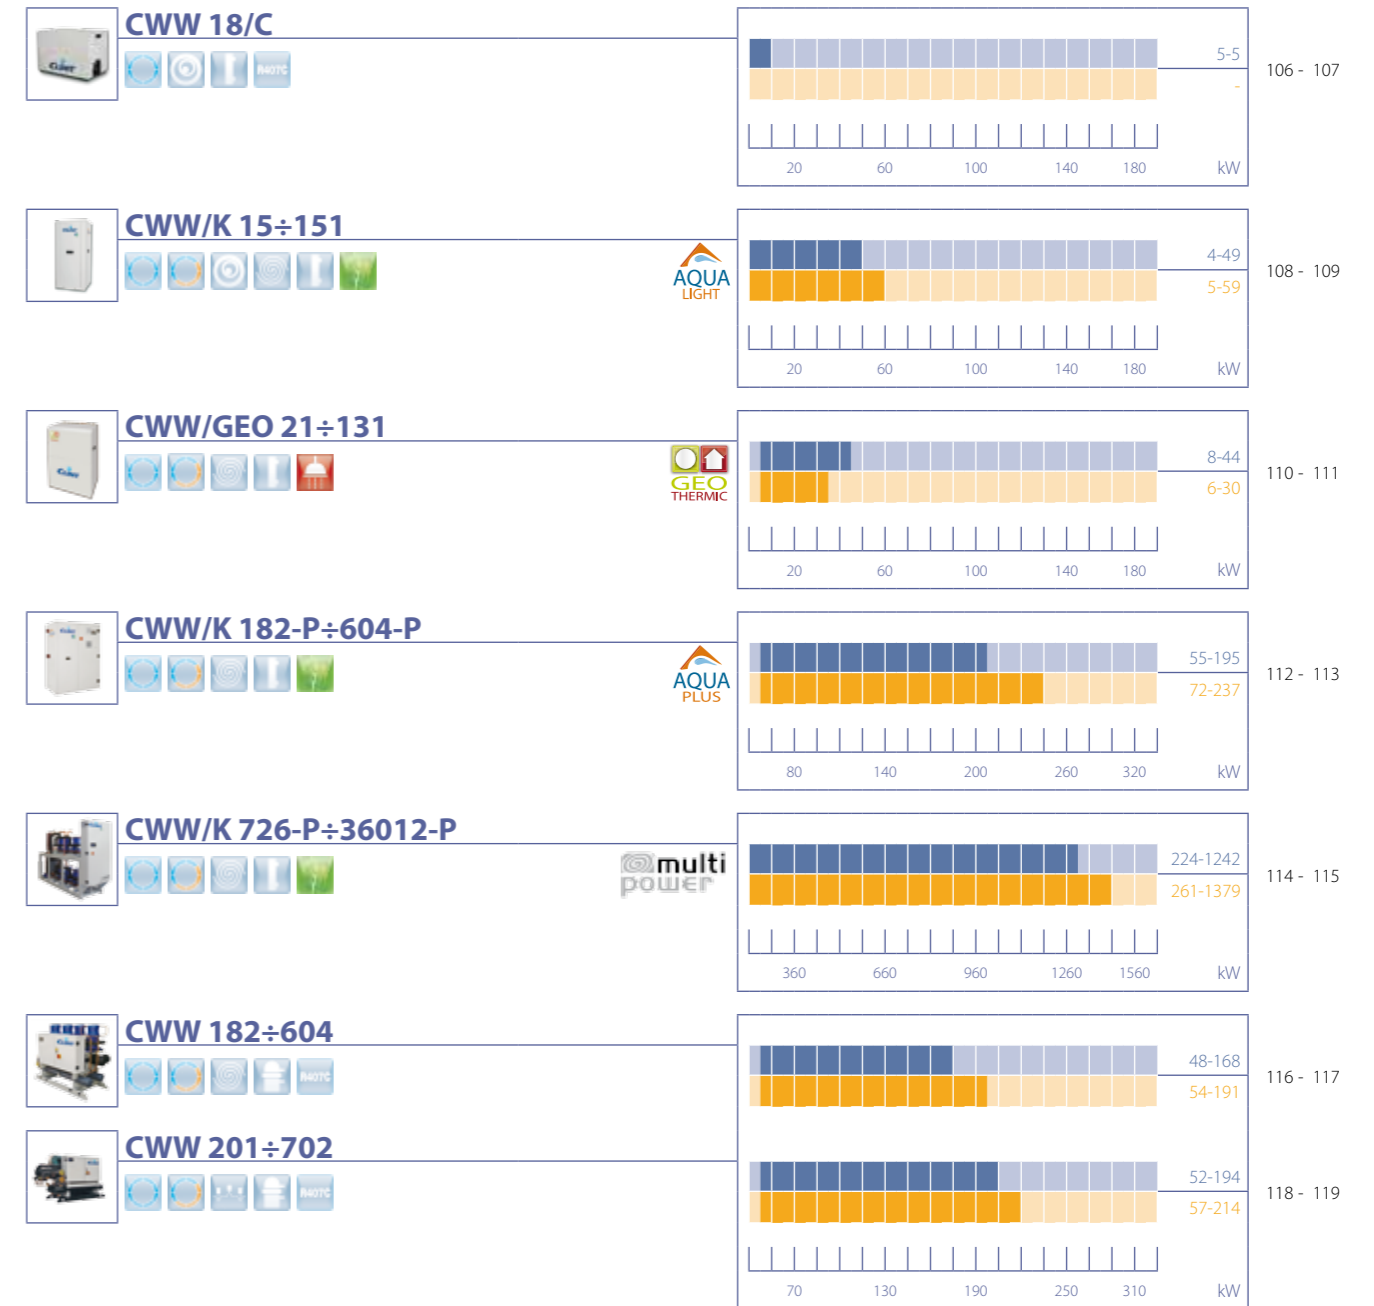 CWW 18/C
CLINT
R407C
5-5
-
106 - 107
20 60 100 140 180 kW
CWW/K 15÷151
AQUA
LIGHT
4-49
5-59
108 - 109
20 60 100 140 180 kW
CWW/GEO 21÷131
CLINT
GEO
THERMIC
8-44
6-30
110 - 111
20 60 100 140 180 kW
CWW/K 182-P÷604-P
AQUA
PLUS
55-195
72-237
112 - 113
80 140 200 260 320 kW
CWW/K 726-P÷36012-P
multi
power
224-1242
261-1379
114 - 115
360 660 960 1260 1560 kW
CWW 182÷604
R407C
48-168
54-191
116 - 117
CWW 201÷702
R407C
52-194
57-214
118 - 119
70 130 190 250 310 kW